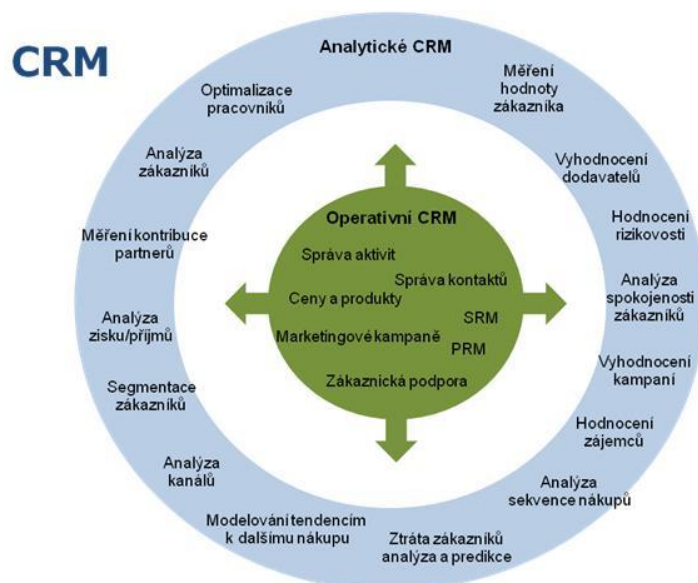 CRM
Analytické CRM
Optimalizace
pracovníků
Měření
hodnoty
zákazníka
Analýza
zákazníků
Vyhodnocení
dodavatelů
Měření kontribuce
partnerů
Hodnocení
rizikovosti
Analýza
zisku/příjmů
Analýza
spokojenosti
zákazníků
Segmentace
zákazníků
Vyhodnocení
kampaní
Analýza
kanálů
Hodnocení
zájemců
Modelování tendencím
k dalšímu nákupu
Analýza
sekvence nákupů
Ztráta zákazníků
analýza a predikce
Operativní CRM
Správa aktivit
Správa kontaktů
Ceny a produkty
SRM
Marketingové kampaně
PRM
Zákaznická podpora